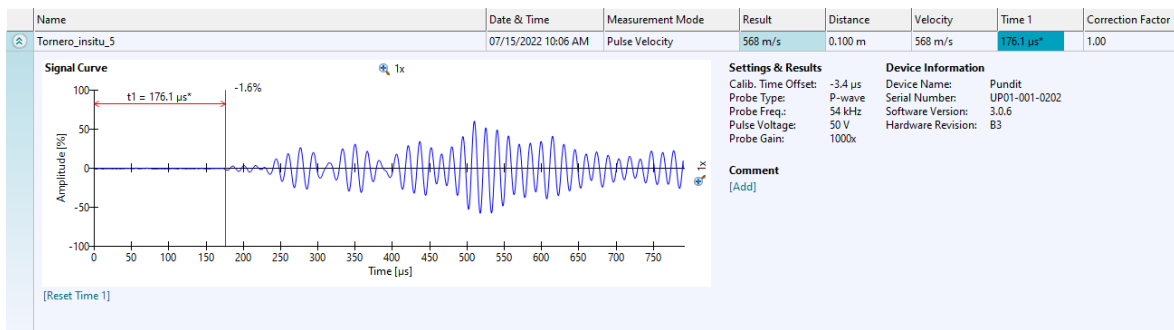 Name Date & Time Measurement Mode Result Distance Velocity Time 1 Correction Factor
Tornero_insitu_5 07/15/2022 10:06 AM Pulse Velocity 568 m/s 0.100 m 568 m/s 176.1 µs* 1.00
Signal Curve
1x
t1 = 176.1 µs*
-1.6%
Amplitude [%]
100
50
0
-50
-100
0 50 100 150 200 250 300 350 400 450 500 550 600 650 700 750
Time [µs]
1x
[Reset Time 1]
Settings & Results
Calib. Time Offset: -3.4 µs
Probe Type: P-wave
Probe Freq.: 54 kHz
Pulse Voltage: 50 V
Probe Gain: 1000x
Device Information
Device Name: Pundit
Serial Number: UP01-001-0202
Software Version: 3.0.6
Hardware Revision: B3
Comment
[Add]